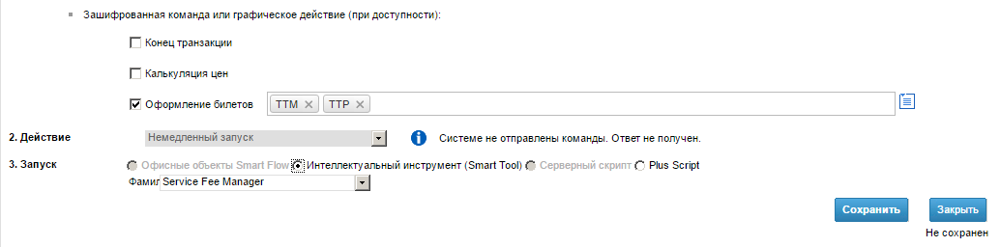 Зашифрованная команда или графическое действие (при доступности):
Конец транзакции
Калькуляция цен
Оформление билетов TTM TTP
2. Действие Немедленный запуск Системе не отправлены команды. Ответ не получен.
3. Запуск Офисные объекты Smart Flow Интеллектуальный инструмент (Smart Tool) Серверный скрипт Plus Script
Фамил Service Fee Manager
Сохранить Закрыть
Не сохранен